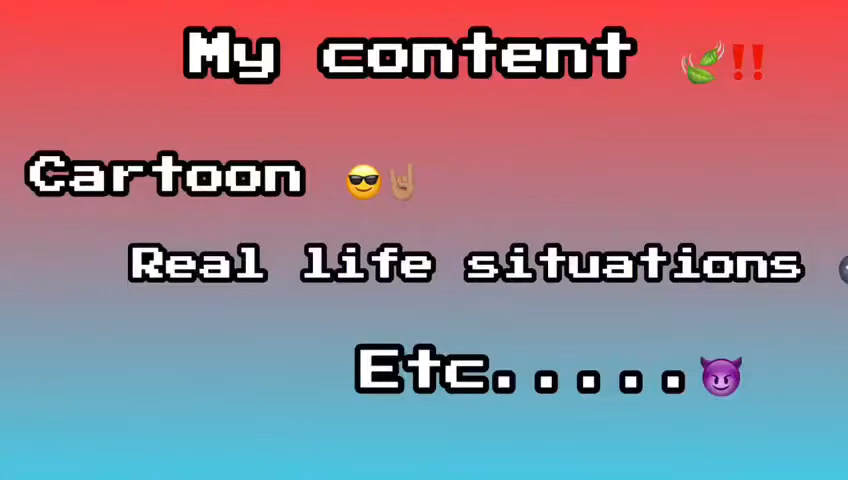 My content 🍃‼️
Cartoon 😎🤘🏽
Real life situations
Etc.....😈